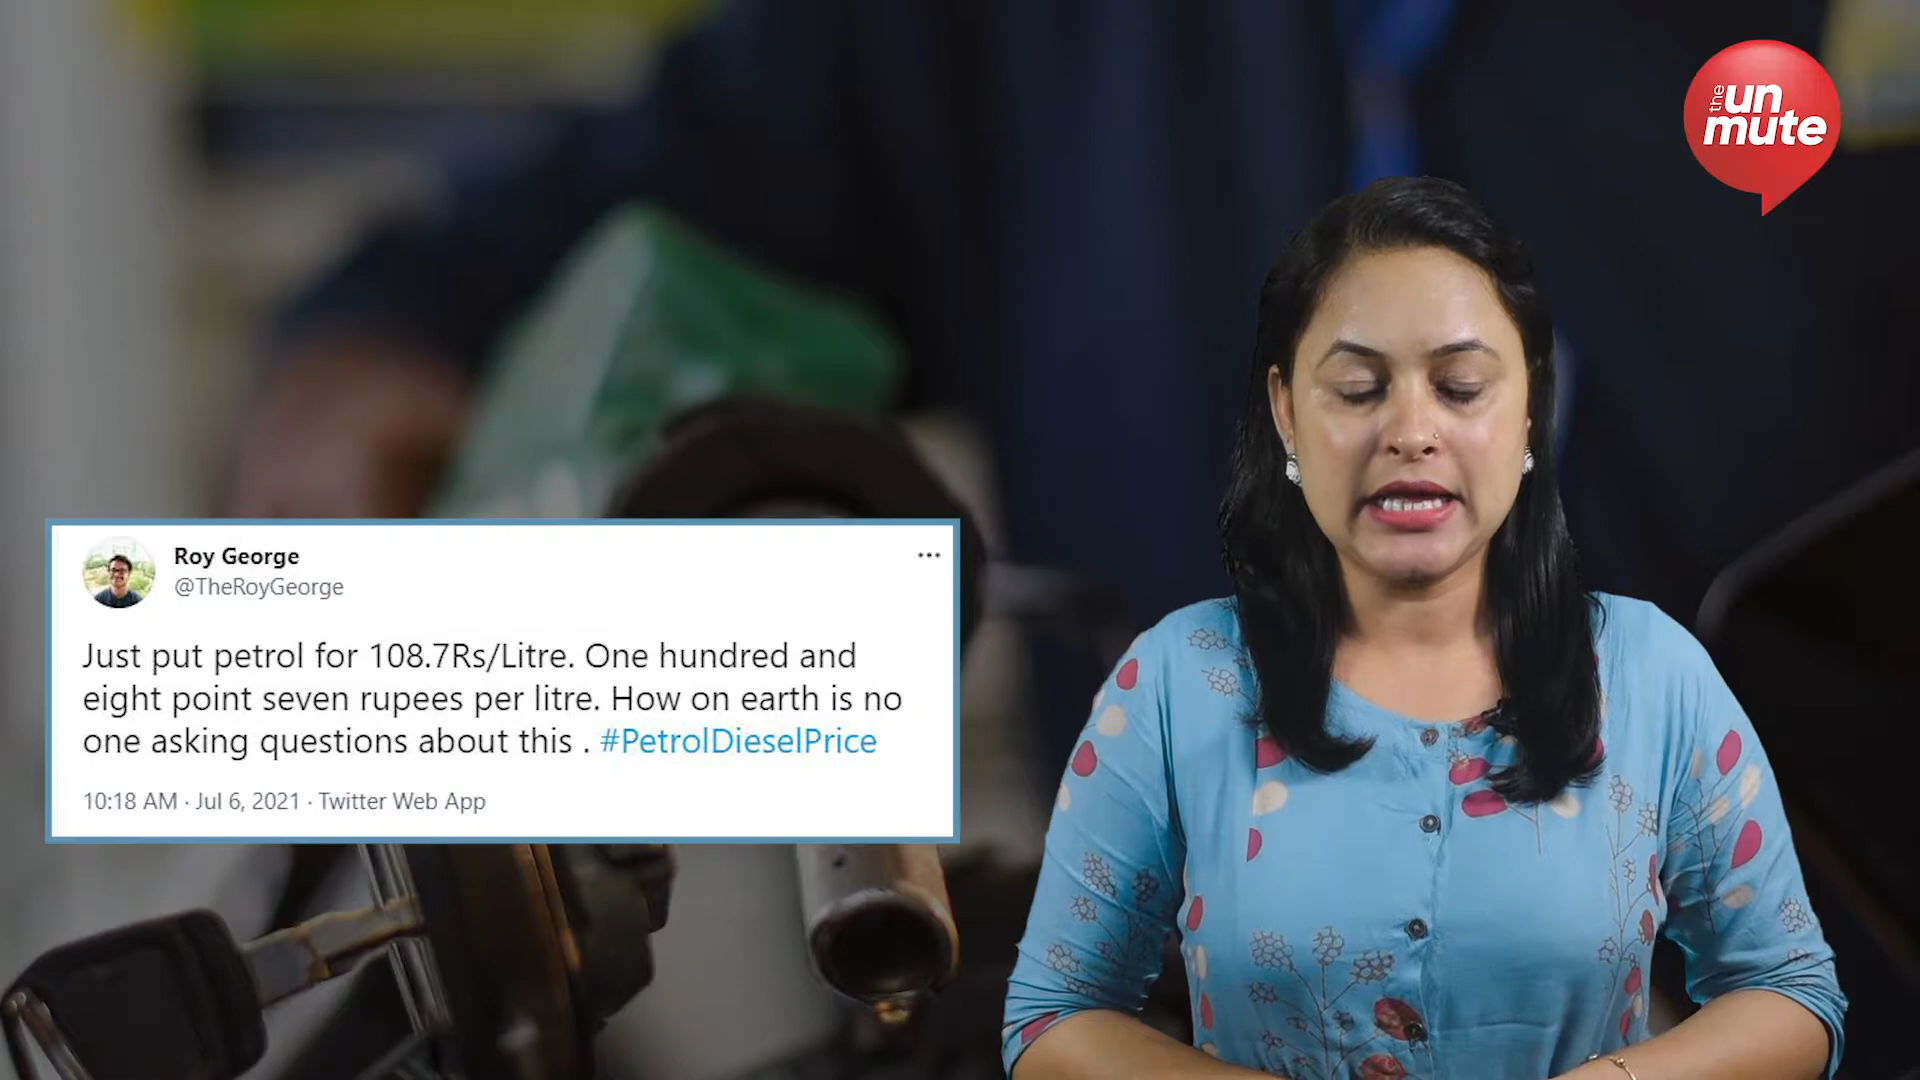 the un
mute
Roy George
@TheRoyGeorge
Just put petrol for 108.7Rs/Litre. One hundred and
eight point seven rupees per litre. How on earth is no
one asking questions about this . #PetrolDieselPrice
10:18 AM · Jul 6, 2021 · Twitter Web App